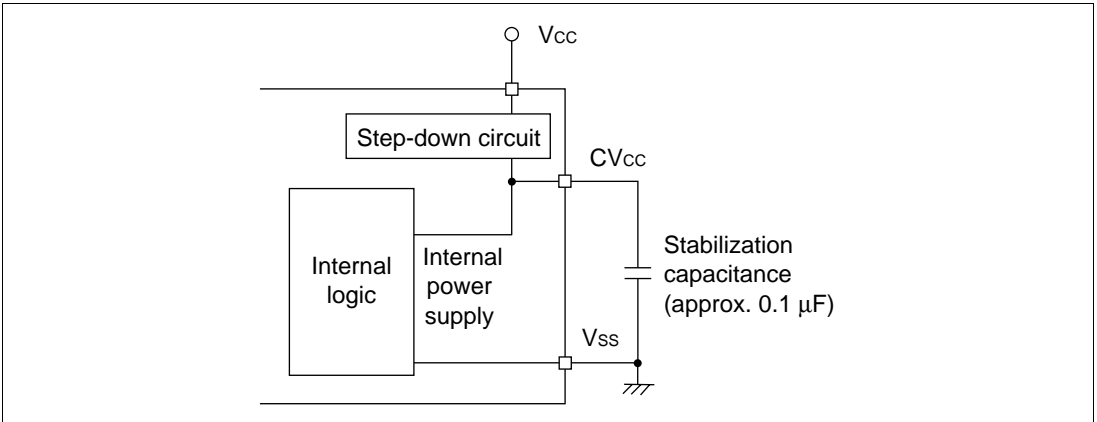 Vcc
Step-down circuit
CVcc
Internal
logic
Internal
power
supply
Stabilization
capacitance
(approx. 0.1 μF)
Vss